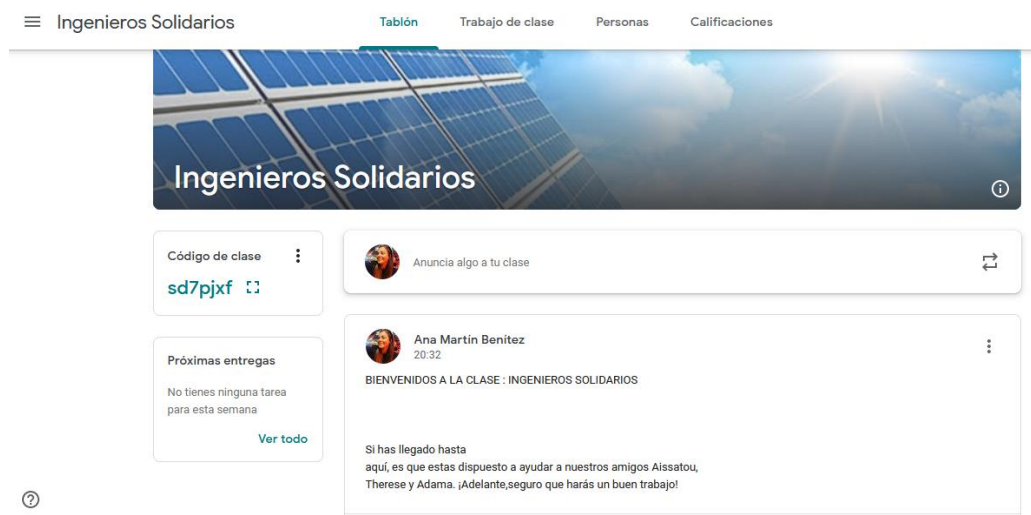 Ingenieros Solidarios
Tablón
Trabajo de clase
Personas
Calificaciones
Ingenieros Solidarios
Código de clase
sd7pjxf
Próximas entregas
No tienes ninguna tarea
para esta semana
Ver todo
Anuncia algo a tu clase
Ana Martín Benítez
20:32
BIENVENIDOS A LA CLASE : INGENIEROS SOLIDARIOS
Si has llegado hasta
aquí, es que estas dispuesto a ayudar a nuestros amigos Aissatou,
Therese y Adama. ¡Adelante,seguro que harás un buen trabajo!